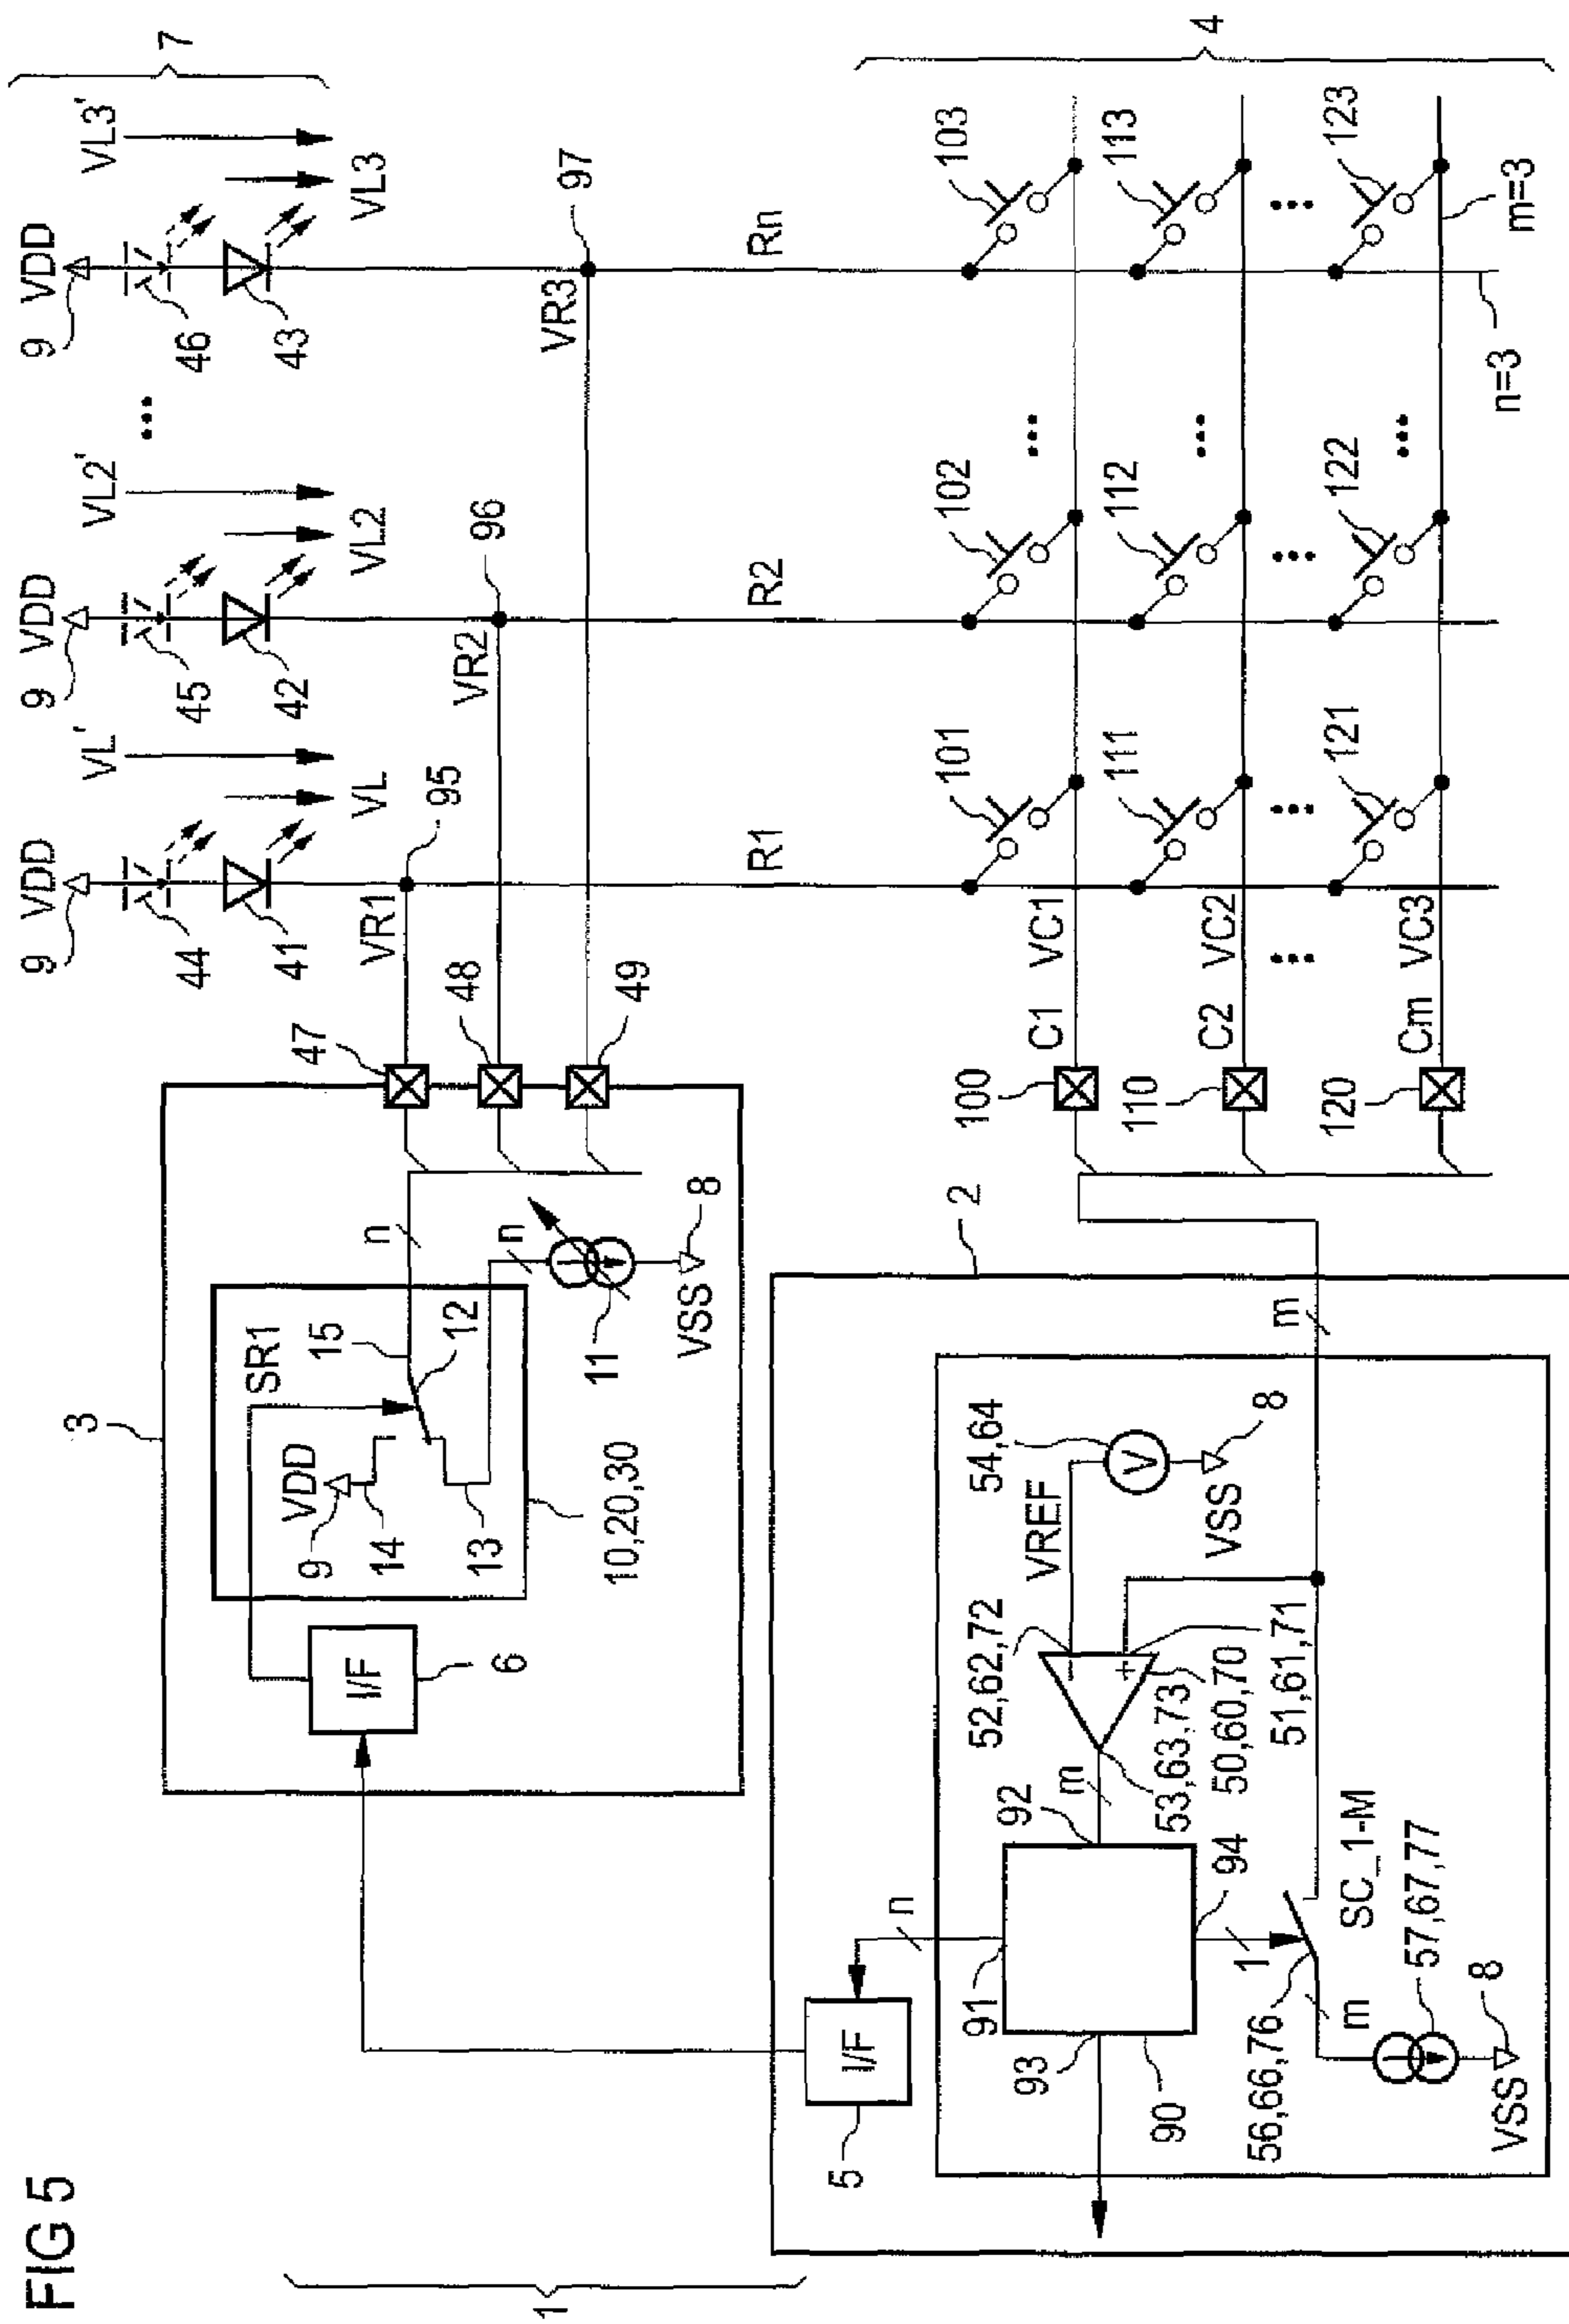 FIG 5
1
3
I/F
6
SR1
VDD
9
14
13
15
12
10,20,30
n
n
11
VSS
8
47
48
49
9 VDD
44
41
VL'
VL
VR1
95
9 VDD
45
42
VL2'
VL2
VR2
96
9 VDD
46
43
VL3'
VL3
VR3
97
7
R1
R2
Rn
4
2
5
I/F
n
91
92
93
94
90
m
52,62,72
VREF
54,64
VSS
8
53,63,73
50,60,70
51,61,71
1
56,66,76
SC_1-M
m
57,67,77
VSS
8
m
100
C1
VC1
101
102
103
110
C2
VC2
111
112
113
120
Cm
VC3
121
122
123
n=3
m=3